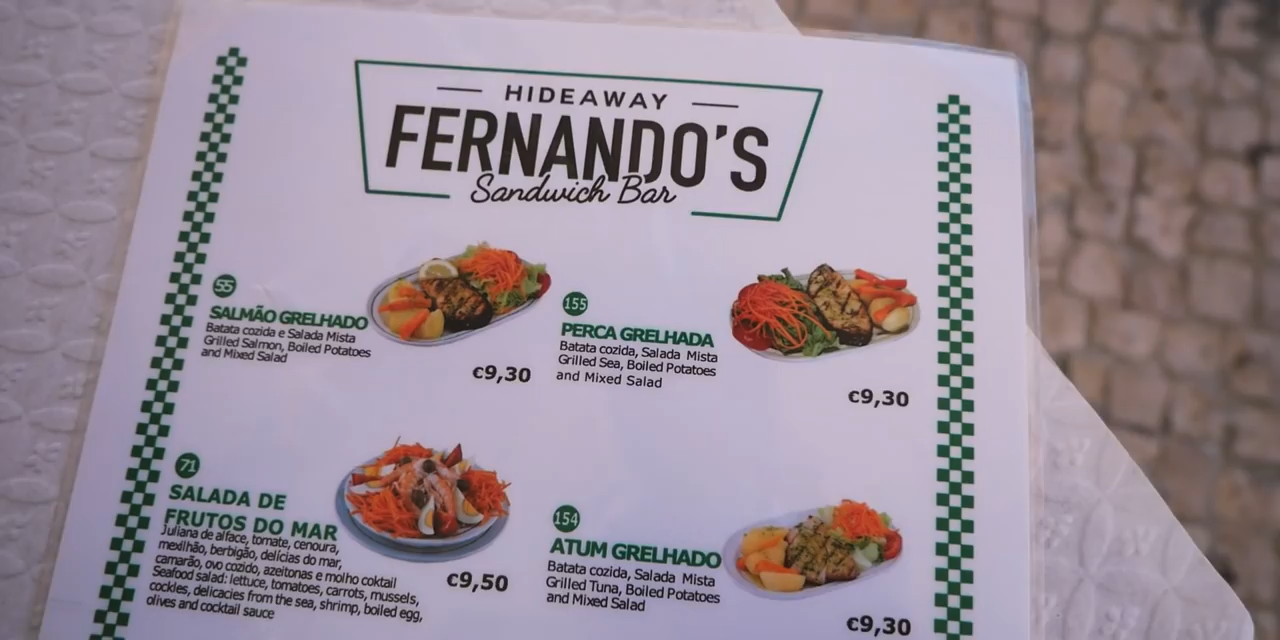 HIDEAWAY
FERNANDO'S
Sandwich Bar
55
SALMÃO GRELHADO
Batata cozida e Salada Mista
Grilled Salmon, Boiled Potatoes
and Mixed Salad
€9,30
155
PERCA GRELHADA
Batata cozida, Salada Mista
Grilled Sea, Boiled Potatoes
and Mixed Salad
€9,30
71
SALADA DE
FRUTOS DO MAR
Juliana de alface, tomate, cenoura,
mexilhão, berbigão, delícias do mar,
camarão, ovo cozido, azeitonas e molho coktail
Seafood salad: lettuce, tomatoes, carrots, mussels,
cockles, delicacies from the sea, shrimp, boiled egg,
olives and cocktail sauce
€9,50
154
ATUM GRELHADO
Batata cozida, Salada Mista
Grilled Tuna, Boiled Potatoes
and Mixed Salad
€9,30